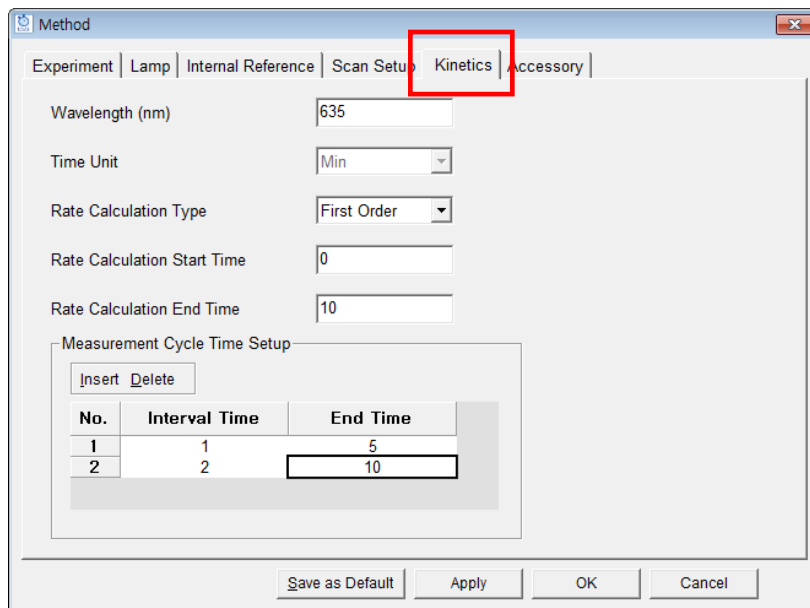 Method
Experiment Lamp Internal Reference Scan Setup Kinetics Accessory
Wavelength (nm) 635
Time Unit Min
Rate Calculation Type First Order
Rate Calculation Start Time 0
Rate Calculation End Time 10
Measurement Cycle Time Setup
Insert Delete
No. Interval Time End Time
1 1 5
2 2 10
Save as Default Apply OK Cancel